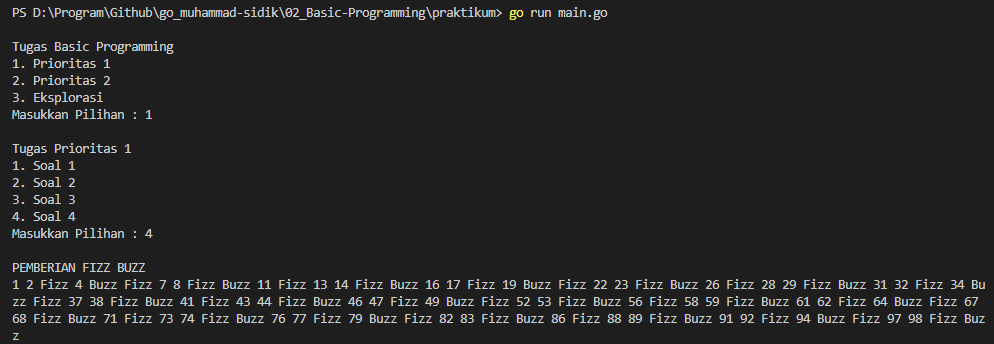 PS D:\Program\Github\go_muhammad-sidik\02_Basic-Programming\praktikum> go run main.go
Tugas Basic Programming
1. Prioritas 1
2. Prioritas 2
3. Eksplorasi
Masukkan Pilihan : 1
Tugas Prioritas 1
1. Soal 1
2. Soal 2
3. Soal 3
4. Soal 4
Masukkan Pilihan : 4
PEMBERIAN FIZZ BUZZ
1 2 Fizz 4 Buzz Fizz 7 8 Fizz Buzz 11 Fizz 13 14 Fizz Buzz 16 17 Fizz 19 Buzz Fizz 22 23 Fizz Buzz 26 Fizz 28 29 Fizz Buzz 31 32 Fizz 34 Bu
zz Fizz 37 38 Fizz Buzz 41 Fizz 43 44 Fizz Buzz 46 47 Fizz 49 Buzz Fizz 52 53 Fizz Buzz 56 Fizz 58 59 Fizz Buzz 61 62 Fizz 64 Buzz Fizz 67
68 Fizz Buzz 71 Fizz 73 74 Fizz Buzz 76 77 Fizz 79 Buzz Fizz 82 83 Fizz Buzz 86 Fizz 88 89 Fizz Buzz 91 92 Fizz 94 Buzz Fizz 97 98 Fizz Buz
z